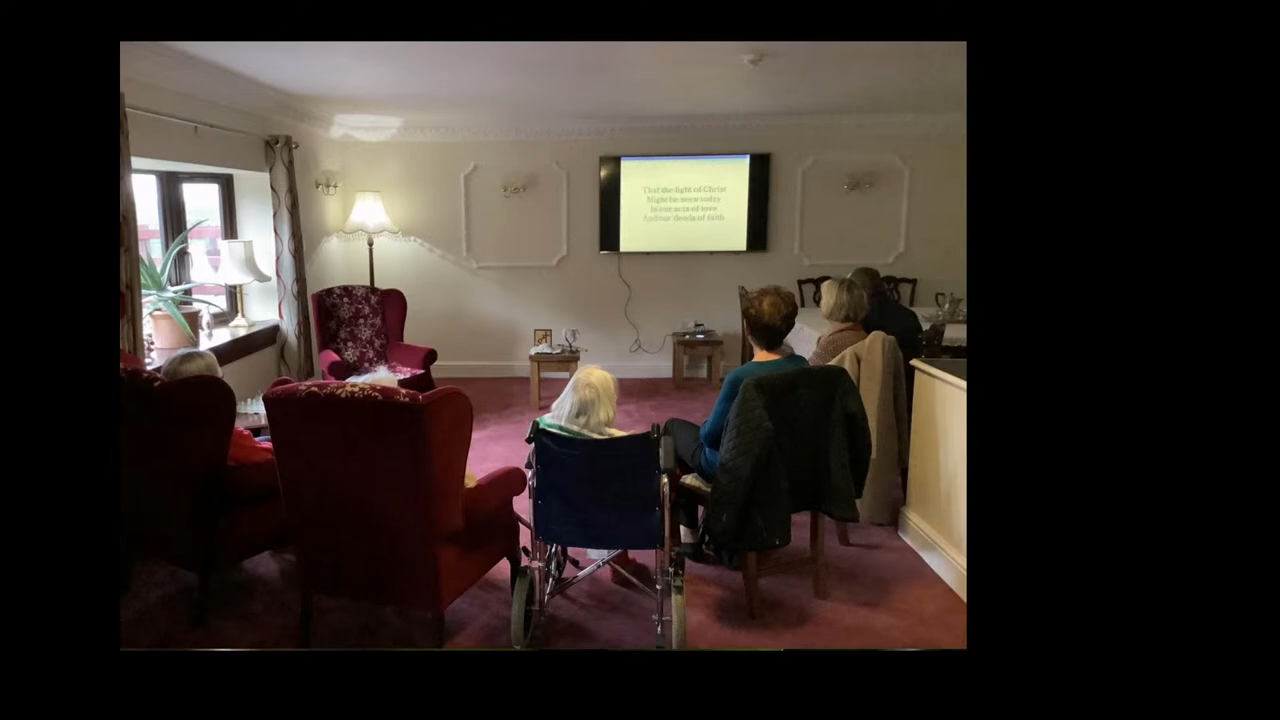 That the light of Christ
Might be seen today
In our acts of love
And our deeds of faith